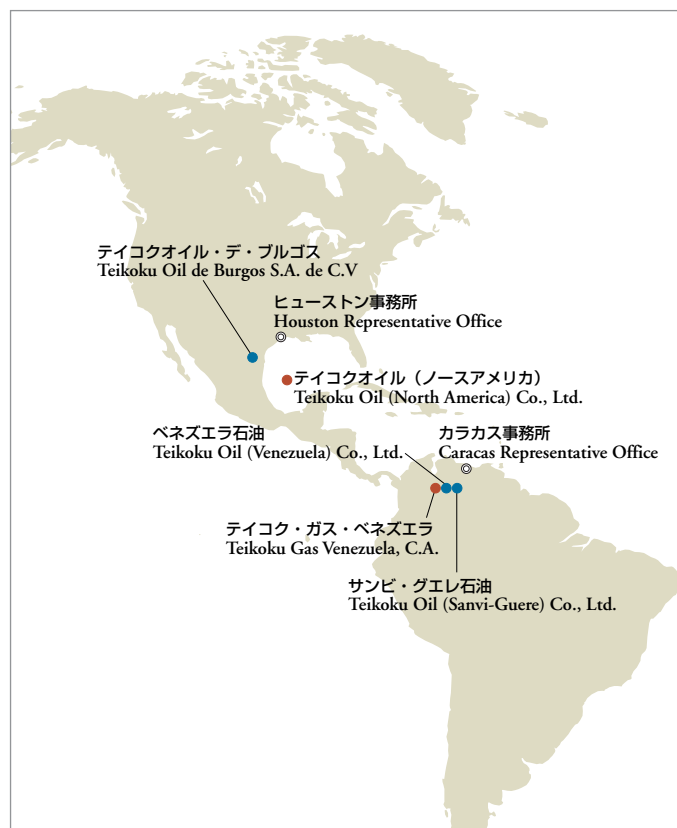 テイコクオイル・デ・ブルゴス
Teikoku Oil de Burgos S.A. de C.V
ヒューストン事務所
Houston Representative Office
テイコクオイル（ノースアメリカ）
Teikoku Oil (North America) Co., Ltd.
ベネズエラ石油
Teikoku Oil (Venezuela) Co., Ltd.
カラカス事務所
Caracas Representative Office
テイコク・ガス・ベネズエラ
Teikoku Gas Venezuela, C.A.
サンビ・グエレ石油
Teikoku Oil (Sanvi-Guere) Co., Ltd.